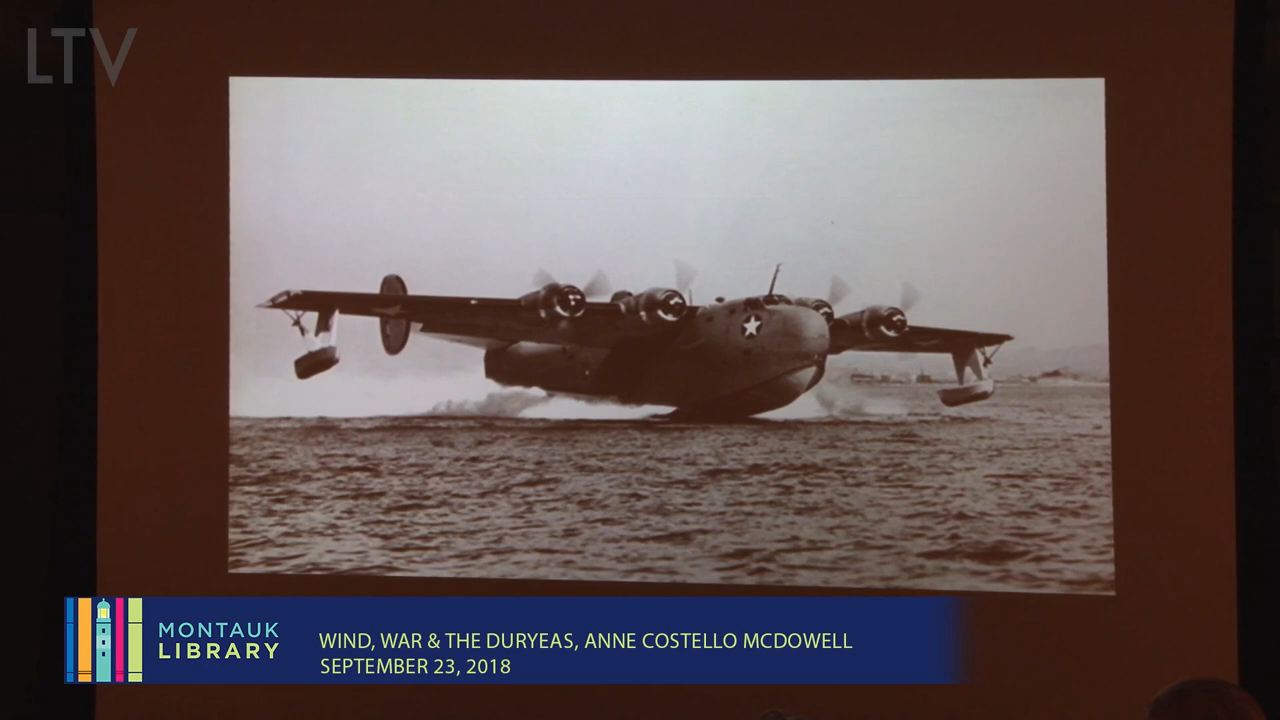 LTV
MONTAUK
LIBRARY
WIND, WAR & THE DURYEAS, ANNE COSTELLO MCDOWELL
SEPTEMBER 23, 2018